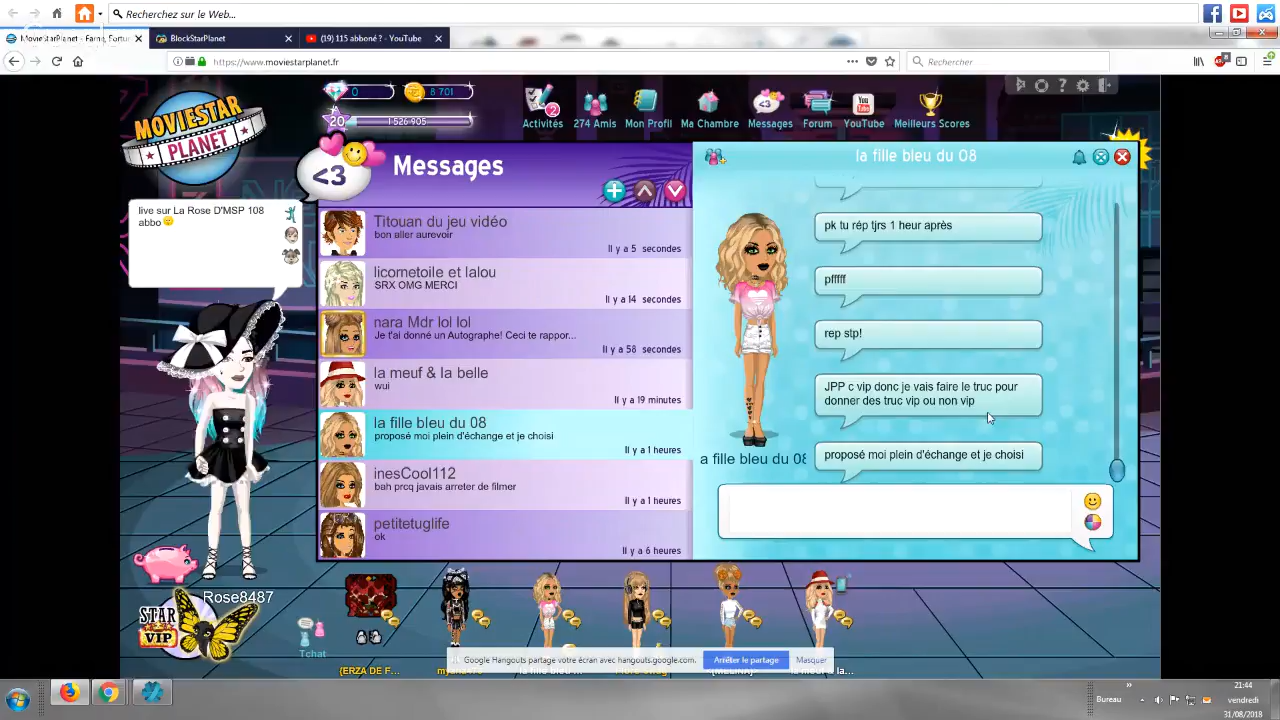 Recherchez sur le Web...
MovieStarPlanet - Fame, Fortu
BlockStarPlanet
(19) 115 abboné ? - YouTube
https://www.moviestarplanet.fr
Rechercher
MOVIESTAR
PLANET
0
8 701
20
1 526 905
2
Activités
274 Amis
Mon Profil
Ma Chambre
<3
Messages
Forum
You
Tube
YouTube
Meilleurs Scores
live sur La Rose D'MSP 108
abbo
<3
Messages
Titouan du jeu vidéo
bon aller aurevoir
Il y a 5 secondes
licornetoile et lalou
SRX OMG MERCI
Il y a 14 secondes
nara Mdr lol lol
Je t'ai donné un Autographe! Ceci te rappor...
Il y a 58 secondes
la meuf & la belle
wui
Il y a 19 minutes
la fille bleu du 08
proposé moi plein d'échange et je choisi
Il y a 1 heures
inesCool112
bah prcq javais arreter de filmer
Il y a 1 heures
petitetuglife
ok
Il y a 6 heures
la fille bleu du 08
pk tu rép tjrs 1 heur après
pfffff
rep stp!
JPP c vip donc je vais faire le truc pour
donner des truc vip ou non vip
proposé moi plein d'échange et je choisi
a fille bleu du 08
Rose8487
STAR
VIP
Tchat
Google Hangouts partage votre écran avec hangouts.google.com.
Arrêter le partage
Masquer
{ERZA DE F...
Bureau
21:44
vendredi
31/08/2018